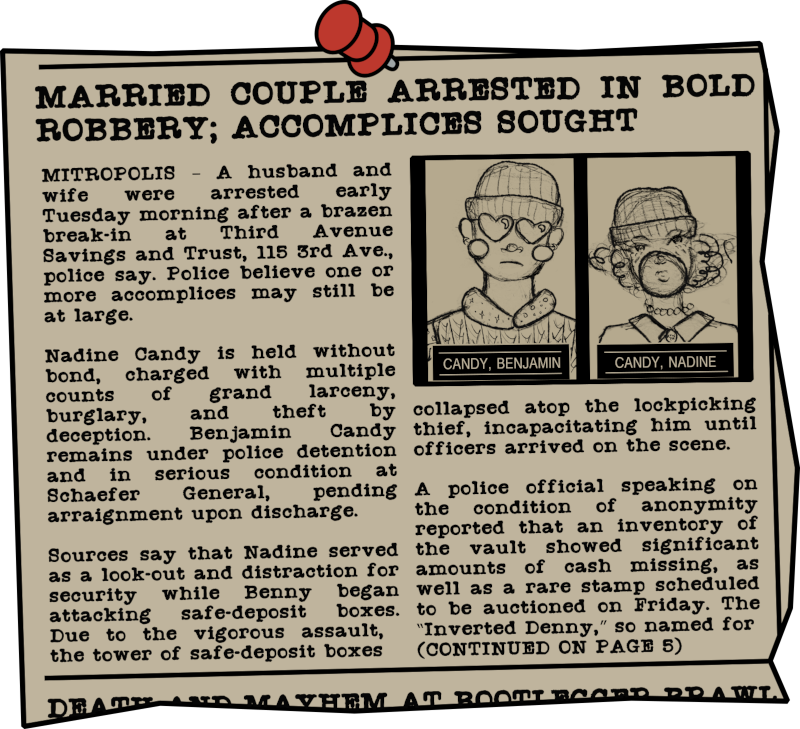 MARRIED COUPLE ARRESTED IN BOLD
ROBBERY; ACCOMPLICES SOUGHT
MITROPOLIS - A husband and
wife were arrested early
Tuesday morning after a brazen
break-in at Third Avenue
Savings and Trust, 115 3rd Ave.,
police say. Police believe one or
more accomplices may still be
at large.
Nadine Candy is held without
bond, charged with multiple
counts of grand larceny,
burglary, and theft by
deception. Benjamin Candy
remains under police detention
and in serious condition at
Schaefer General, pending
arraignment upon discharge.
Sources say that Nadine served
as a look-out and distraction for
security while Benny began
attacking safe-deposit boxes.
Due to the vigorous assault,
the tower of safe-deposit boxes
CANDY, BENJAMIN
CANDY, NADINE
collapsed atop the lockpicking
thief, incapacitating him until
officers arrived on the scene.
A police official speaking on
the condition of anonymity
reported that an inventory of
the vault showed significant
amounts of cash missing, as
well as a rare stamp scheduled
to be auctioned on Friday. The
"Inverted Denny," so named for
(CONTINUED ON PAGE 5)
DEATH AND MAYHEM AT BOOTLEGGER BRAWL